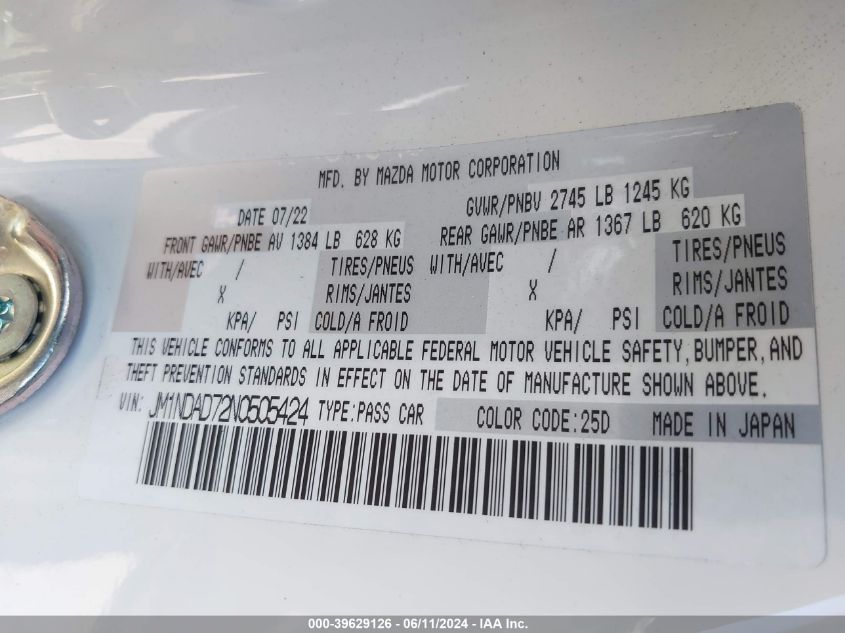 MFD. BY MAZDA MOTOR CORPORATION
DATE 07/22 GVWR/PNBV 2745 LB 1245 KG
FRONT GAWR/PNBE AV 1384 LB 628 KG REAR GAWR/PNBE AR 1367 LB 620 KG
WITH/AVEC / TIRES/PNEUS WITH/AVEC / TIRES/PNEUS
X RIMS/JANTES X RIMS/JANTES
KPA/ PSI COLD/A FROID KPA/ PSI COLD/A FROID
THIS VEHICLE CONFORMS TO ALL APPLICABLE FEDERAL MOTOR VEHICLE SAFETY, BUMPER, AND
THEFT PREVENTION STANDARDS IN EFFECT ON THE DATE OF MANUFACTURE SHOWN ABOVE.
VIN: JM1NDAD72N0505424 TYPE:PASS CAR COLOR CODE:25D MADE IN JAPAN
000-39629126 - 06/11/2024 - IAA Inc.